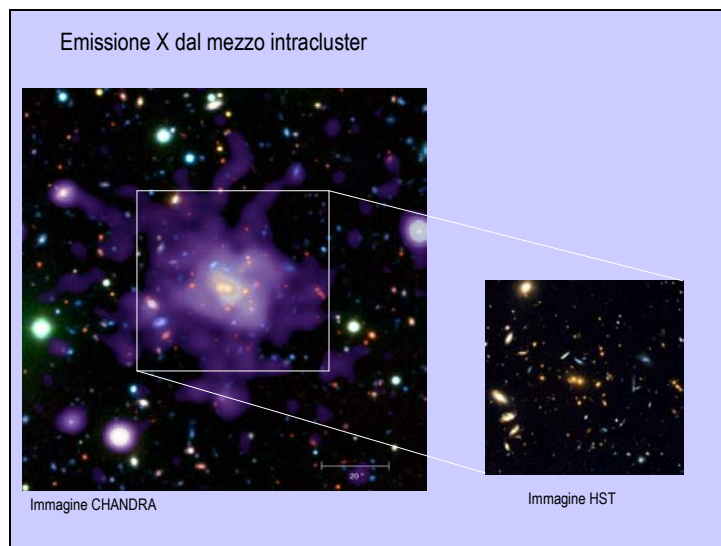 Emissione X dal mezzo intracluster
20"
Immagine CHANDRA
Immagine HST